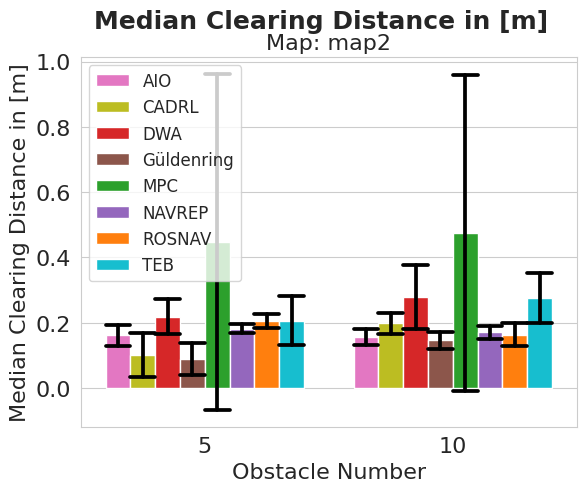 Median Clearing Distance in [m]
Map: map2
Median Clearing Distance in [m]
1.0
0.8
0.6
0.4
0.2
0.0
AIO
CADRL
DWA
Güldenring
MPC
NAVREP
ROSNAV
TEB
5
10
Obstacle Number